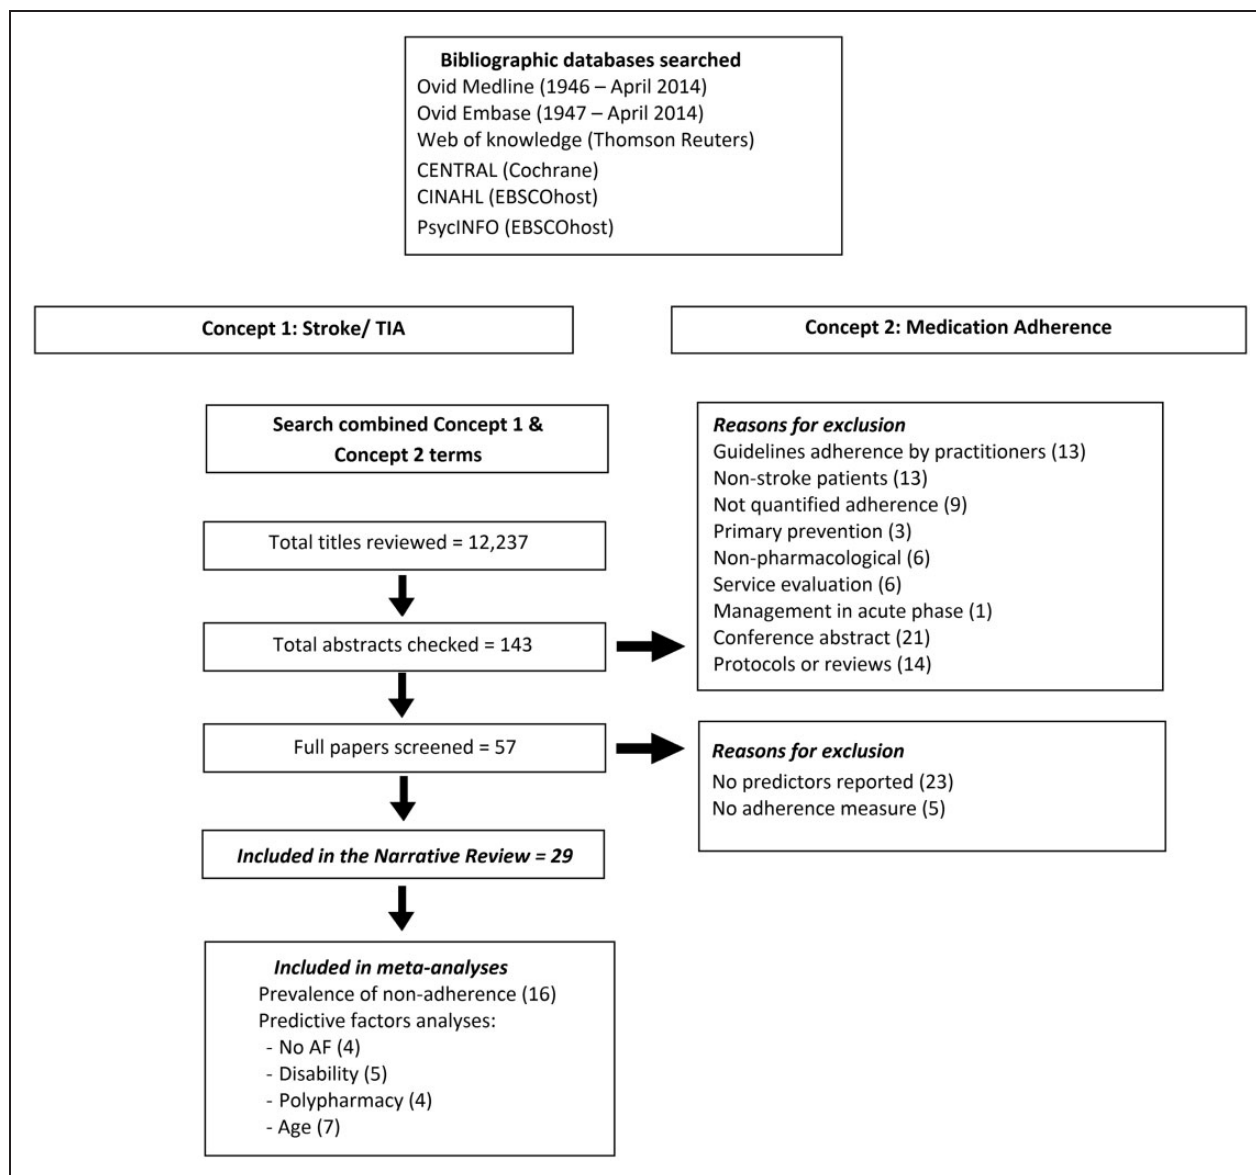 Bibliographic databases searched
Ovid Medline (1946 – April 2014)
Ovid Embase (1947 – April 2014)
Web of knowledge (Thomson Reuters)
CENTRAL (Cochrane)
CINAHL (EBSCOhost)
PsycINFO (EBSCOhost)
Concept 1: Stroke/ TIA
Concept 2: Medication Adherence
Search combined Concept 1 &
Concept 2 terms
Total titles reviewed = 12,237
Total abstracts checked = 143
Reasons for exclusion
Guidelines adherence by practitioners (13)
Non-stroke patients (13)
Not quantified adherence (9)
Primary prevention (3)
Non-pharmacological (6)
Service evaluation (6)
Management in acute phase (1)
Conference abstract (21)
Protocols or reviews (14)
Full papers screened = 57
Reasons for exclusion
No predictors reported (23)
No adherence measure (5)
Included in the Narrative Review = 29
Included in meta-analyses
Prevalence of non-adherence (16)
Predictive factors analyses:
- No AF (4)
- Disability (5)
- Polypharmacy (4)
- Age (7)